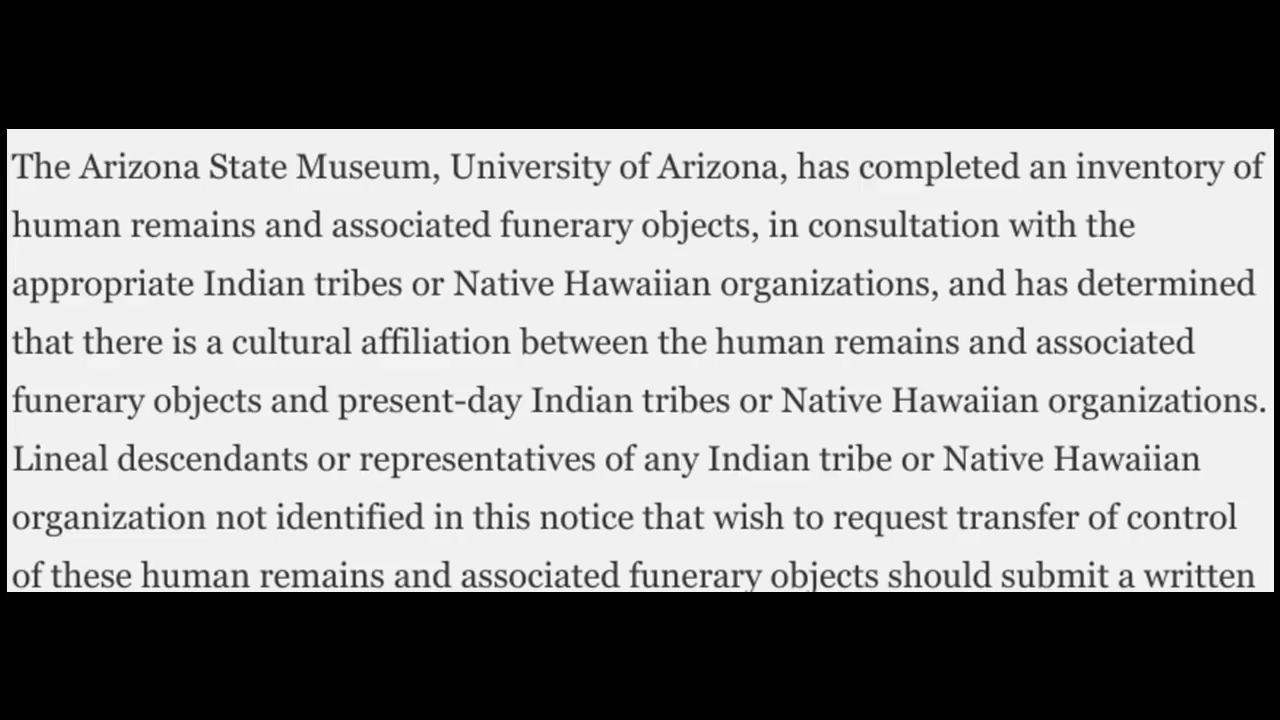 The Arizona State Museum, University of Arizona, has completed an inventory of
human remains and associated funerary objects, in consultation with the
appropriate Indian tribes or Native Hawaiian organizations, and has determined
that there is a cultural affiliation between the human remains and associated
funerary objects and present-day Indian tribes or Native Hawaiian organizations.
Lineal descendants or representatives of any Indian tribe or Native Hawaiian
organization not identified in this notice that wish to request transfer of control
of these human remains and associated funerary objects should submit a written